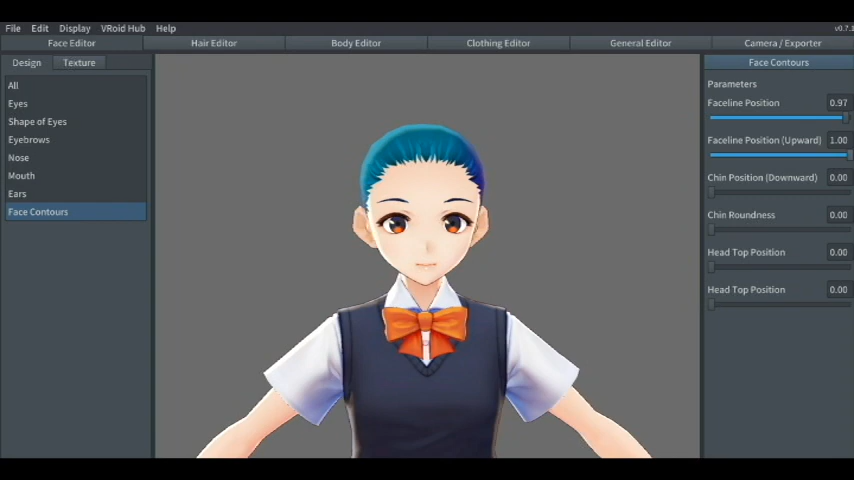 File Edit Display VRoid Hub Help
Face Editor Hair Editor Body Editor Clothing Editor General Editor Camera / Exporter
Design Texture
All
Eyes
Shape of Eyes
Eyebrows
Nose
Mouth
Ears
Face Contours
Face Contours
Parameters
Faceline Position 0.97
Faceline Position (Upward) 1.00
Chin Position (Downward) 0.00
Chin Roundness 0.00
Head Top Position 0.00
Head Top Position 0.00